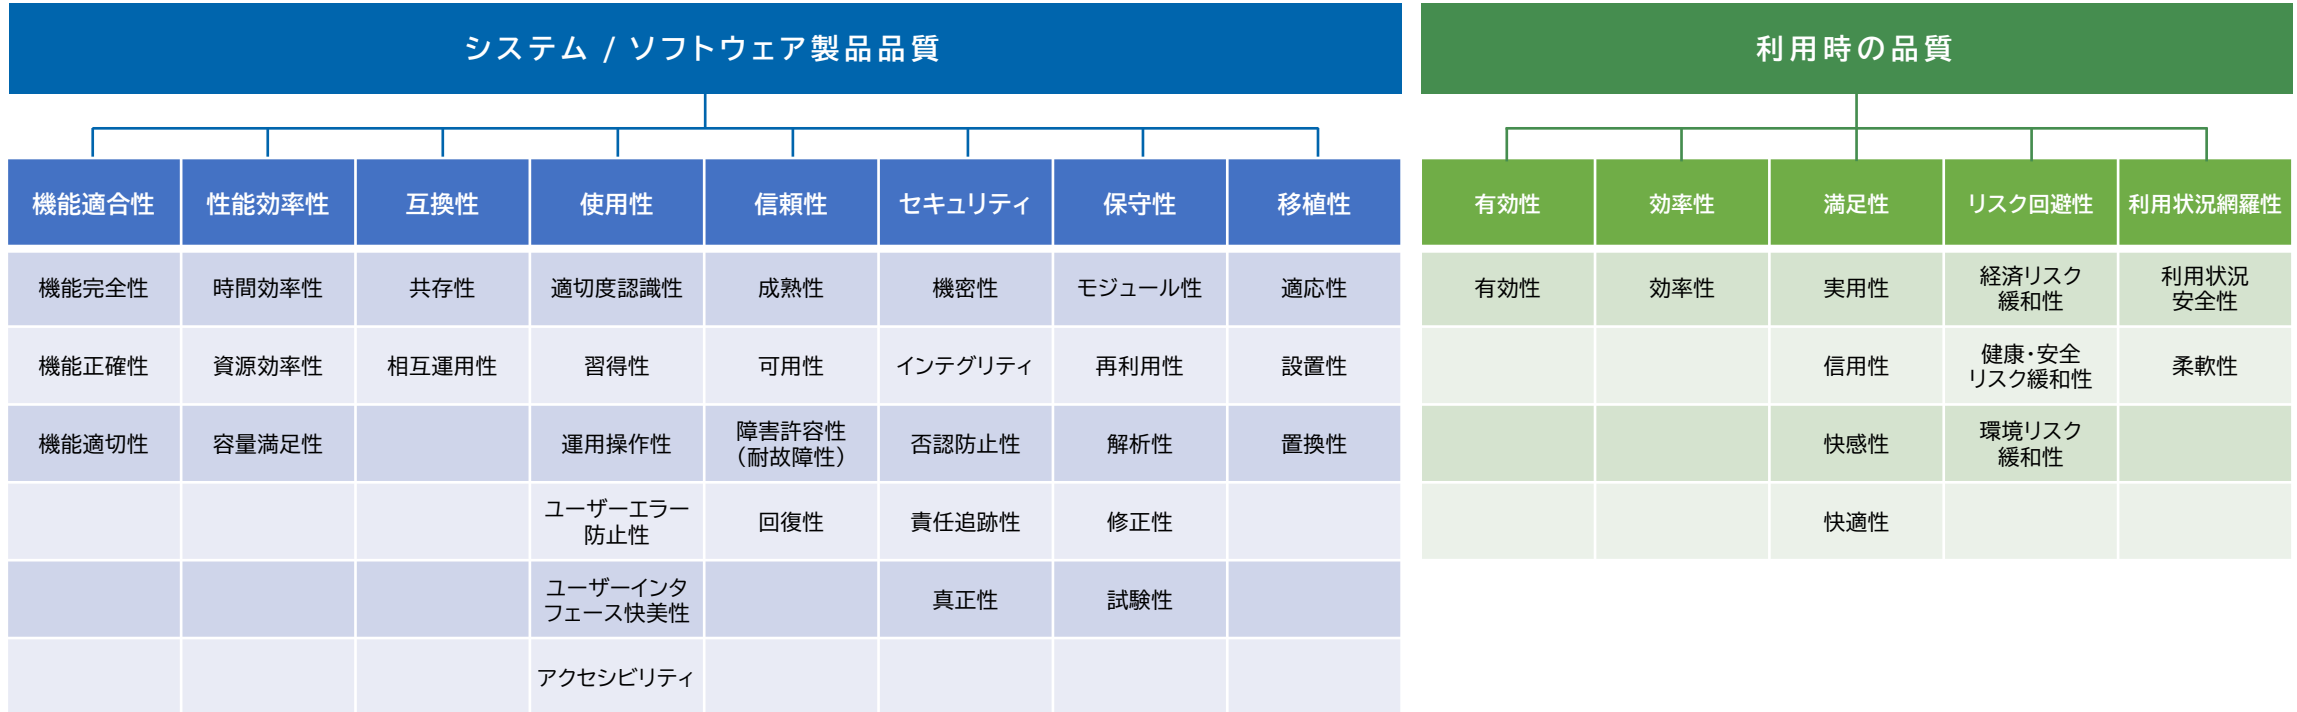 システム / ソフトウェア製品品質
利用時の品質
機能適合性 性能効率性 互換性 使用性 信頼性 セキュリティ 保守性 移植性
有効性 効率性 満足性 リスク回避性 利用状況網羅性
機能完全性 時間効率性 共存性 適切度認識性 成熟性 機密性 モジュール性 適応性
有効性 効率性 実用性
経済リスク
緩和性
利用状況
安全性
機能正確性 資源効率性 相互運用性 習得性 可用性 インテグリティ 再利用性 設置性
信用性
健康・安全
リスク緩和性
柔軟性
機能適切性 容量満足性 運用操作性
障害許容性
（耐故障性）
否認防止性 解析性 置換性
快感性
環境リスク
緩和性
ユーザーエラー
防止性
回復性 責任追跡性 修正性
快適性
ユーザーインタ
フェース快美性
真正性 試験性
アクセシビリティ